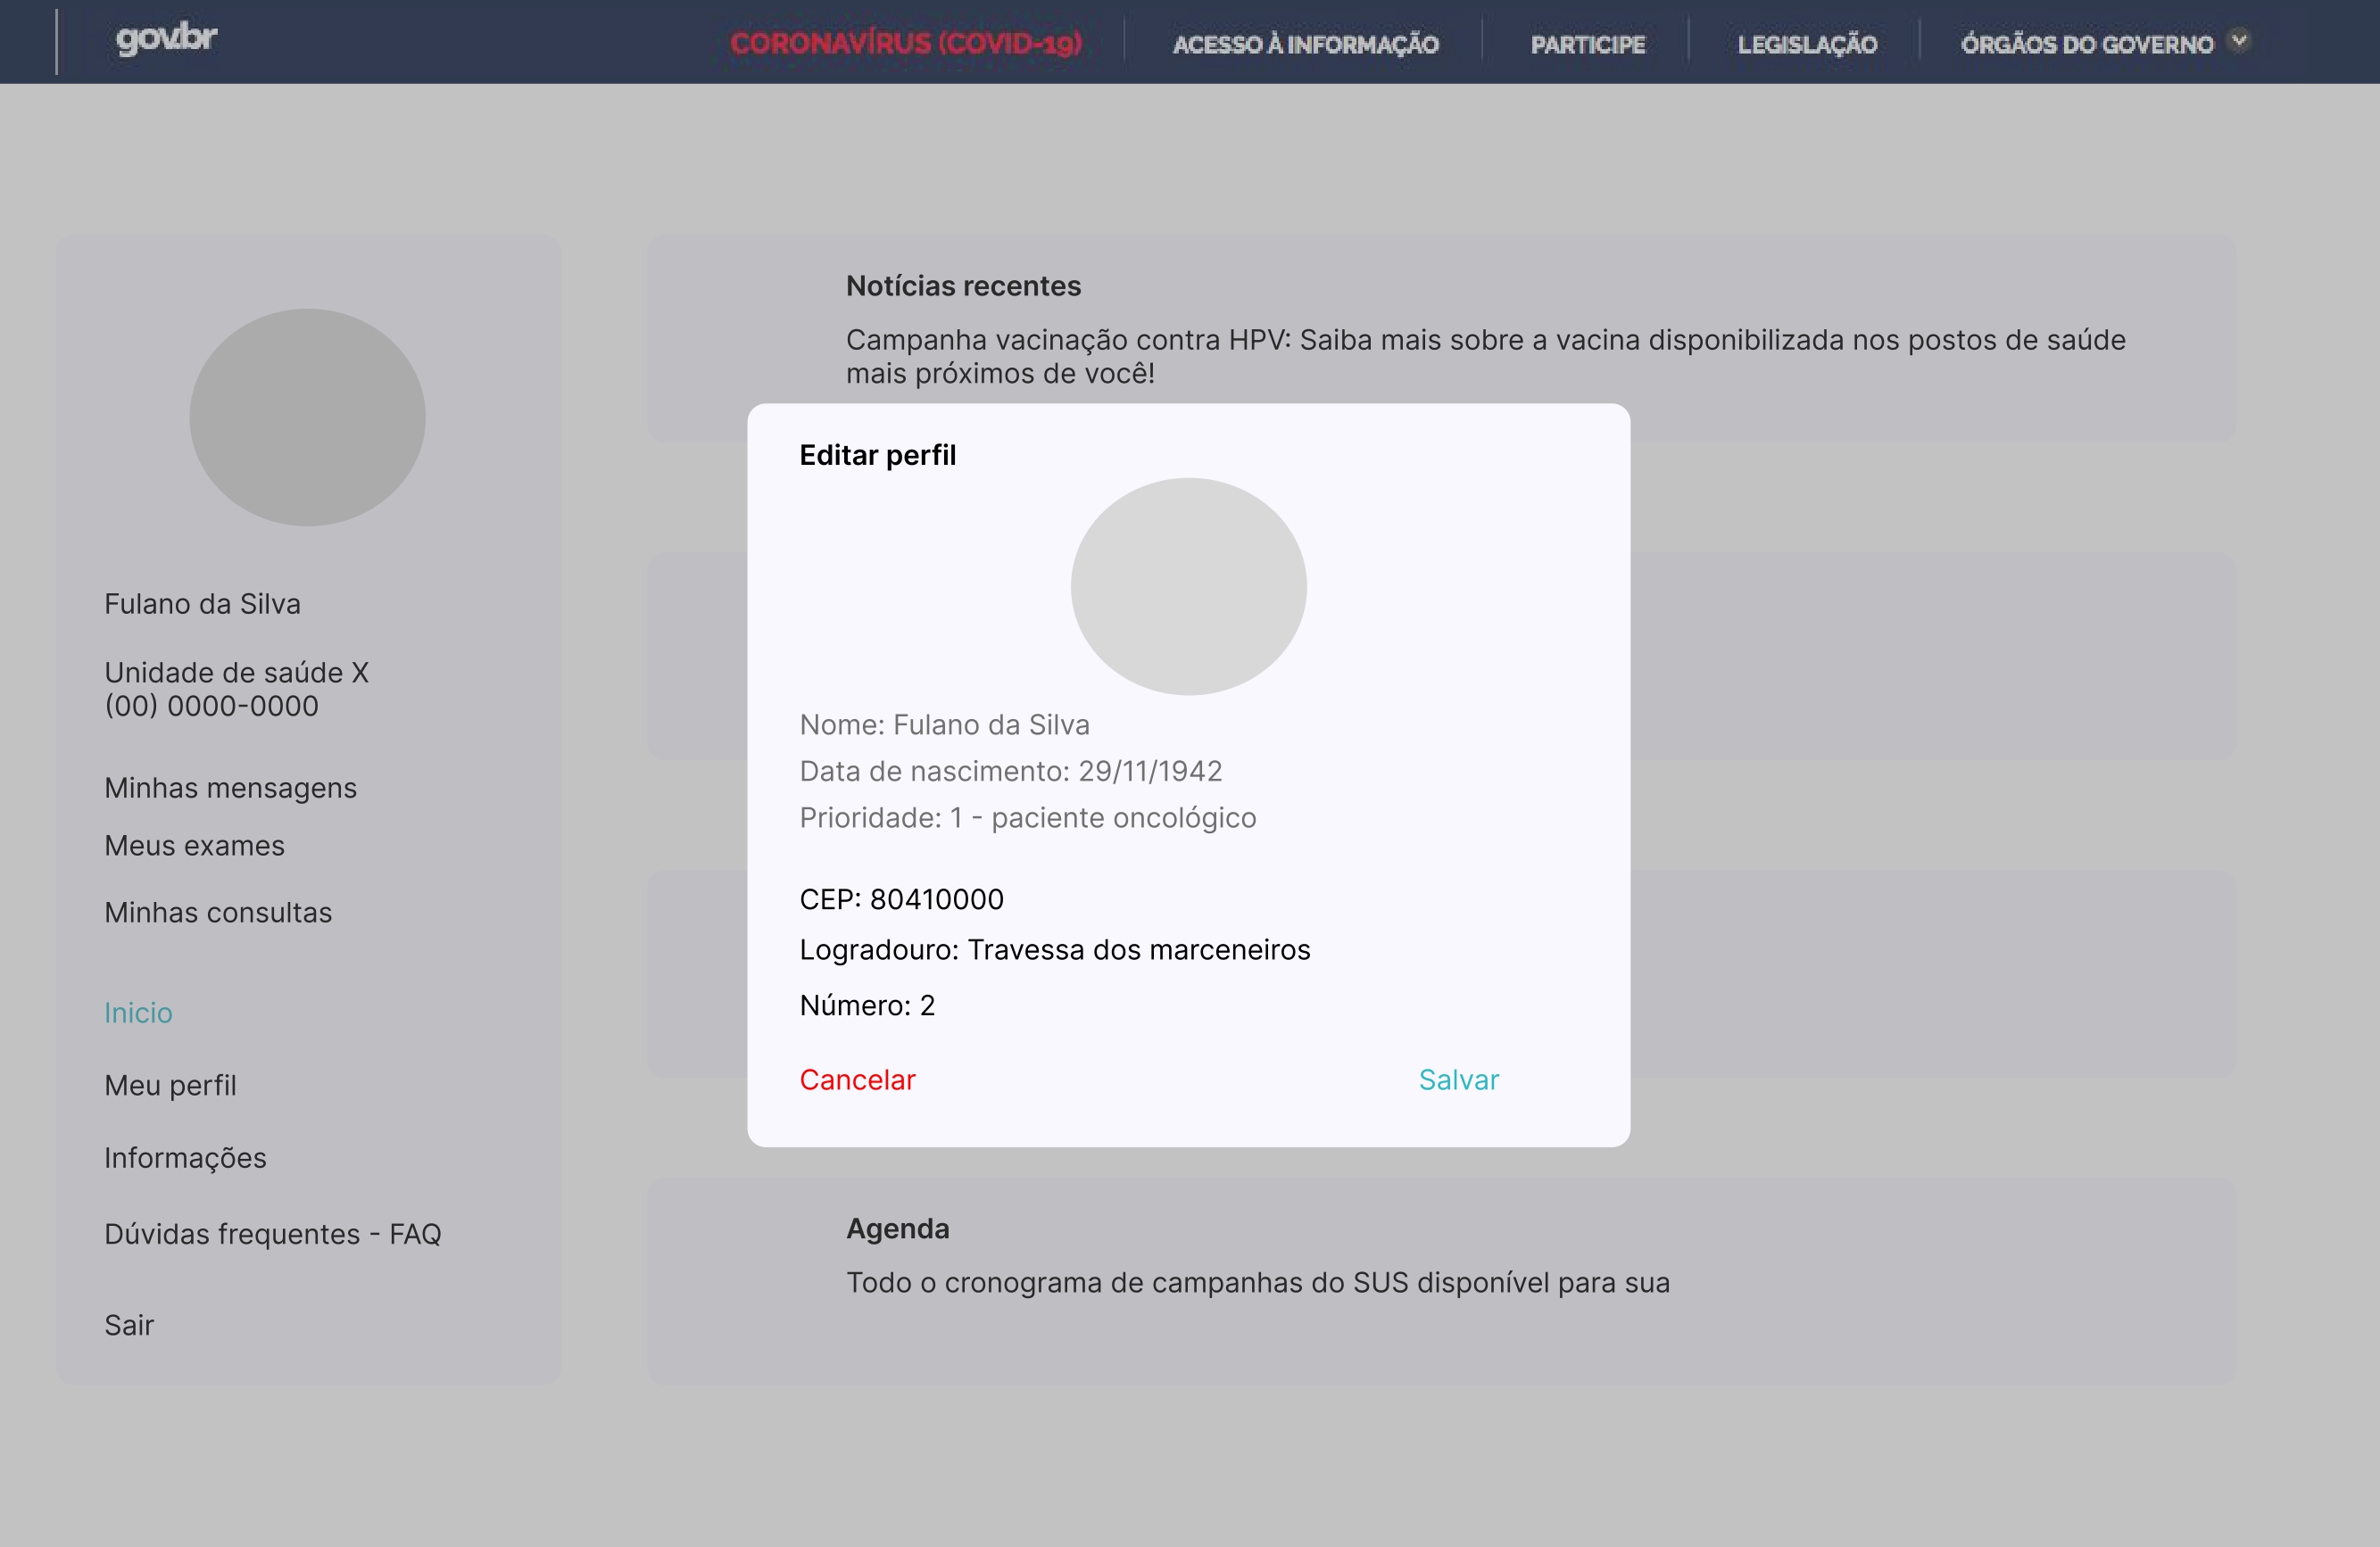 gov.br
CORONAVÍRUS (COVID-19)
ACESSO À INFORMAÇÃO
PARTICIPE
LEGISLAÇÃO
ÓRGÃOS DO GOVERNO
Fulano da Silva
Unidade de saúde X
(00) 0000-0000
Minhas mensagens
Meus exames
Minhas consultas
Inicio
Meu perfil
Informações
Dúvidas frequentes - FAQ
Sair
Notícias recentes
Campanha vacinação contra HPV: Saiba mais sobre a vacina disponibilizada nos postos de saúde
mais próximos de você!
Editar perfil
Nome: Fulano da Silva
Data de nascimento: 29/11/1942
Prioridade: 1 - paciente oncológico
CEP: 80410000
Logradouro: Travessa dos marceneiros
Número: 2
Cancelar
Salvar
Agenda
Todo o cronograma de campanhas do SUS disponível para sua